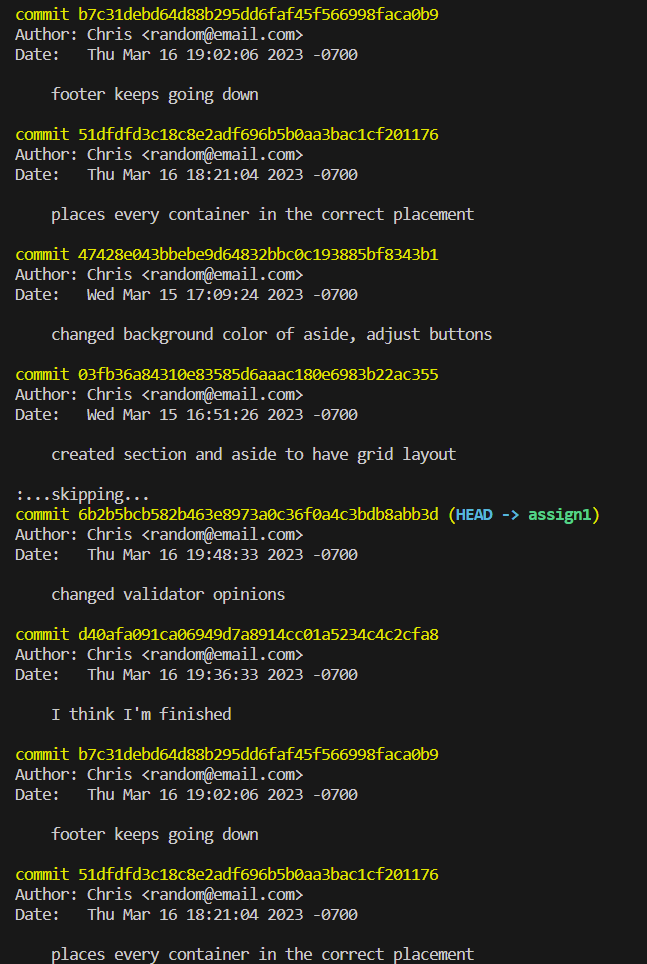 commit b7c31debd64d88b295dd6faf45f566998faca0b9
Author: Chris <random@email.com>
Date:   Thu Mar 16 19:02:06 2023 -0700
footer keeps going down
commit 51dfdfd3c18c8e2adf696b5b0aa3bac1cf201176
Author: Chris <random@email.com>
Date:   Thu Mar 16 18:21:04 2023 -0700
places every container in the correct placement
commit 47428e043bbebe9d64832bbc0c193885bf8343b1
Author: Chris <random@email.com>
Date:   Wed Mar 15 17:09:24 2023 -0700
changed background color of aside, adjust buttons
commit 03fb36a84310e83585d6aaac180e6983b22ac355
Author: Chris <random@email.com>
Date:   Wed Mar 15 16:51:26 2023 -0700
created section and aside to have grid layout
:...skipping...
commit 6b2b5bcb582b463e8973a0c36f0a4c3bdb8abb3d (HEAD -> assign1)
Author: Chris <random@email.com>
Date:   Thu Mar 16 19:48:33 2023 -0700
changed validator opinions
commit d40afa091ca06949d7a8914cc01a5234c4c2cfa8
Author: Chris <random@email.com>
Date:   Thu Mar 16 19:36:33 2023 -0700
I think I'm finished
commit b7c31debd64d88b295dd6faf45f566998faca0b9
Author: Chris <random@email.com>
Date:   Thu Mar 16 19:02:06 2023 -0700
footer keeps going down
commit 51dfdfd3c18c8e2adf696b5b0aa3bac1cf201176
Author: Chris <random@email.com>
Date:   Thu Mar 16 18:21:04 2023 -0700
places every container in the correct placement